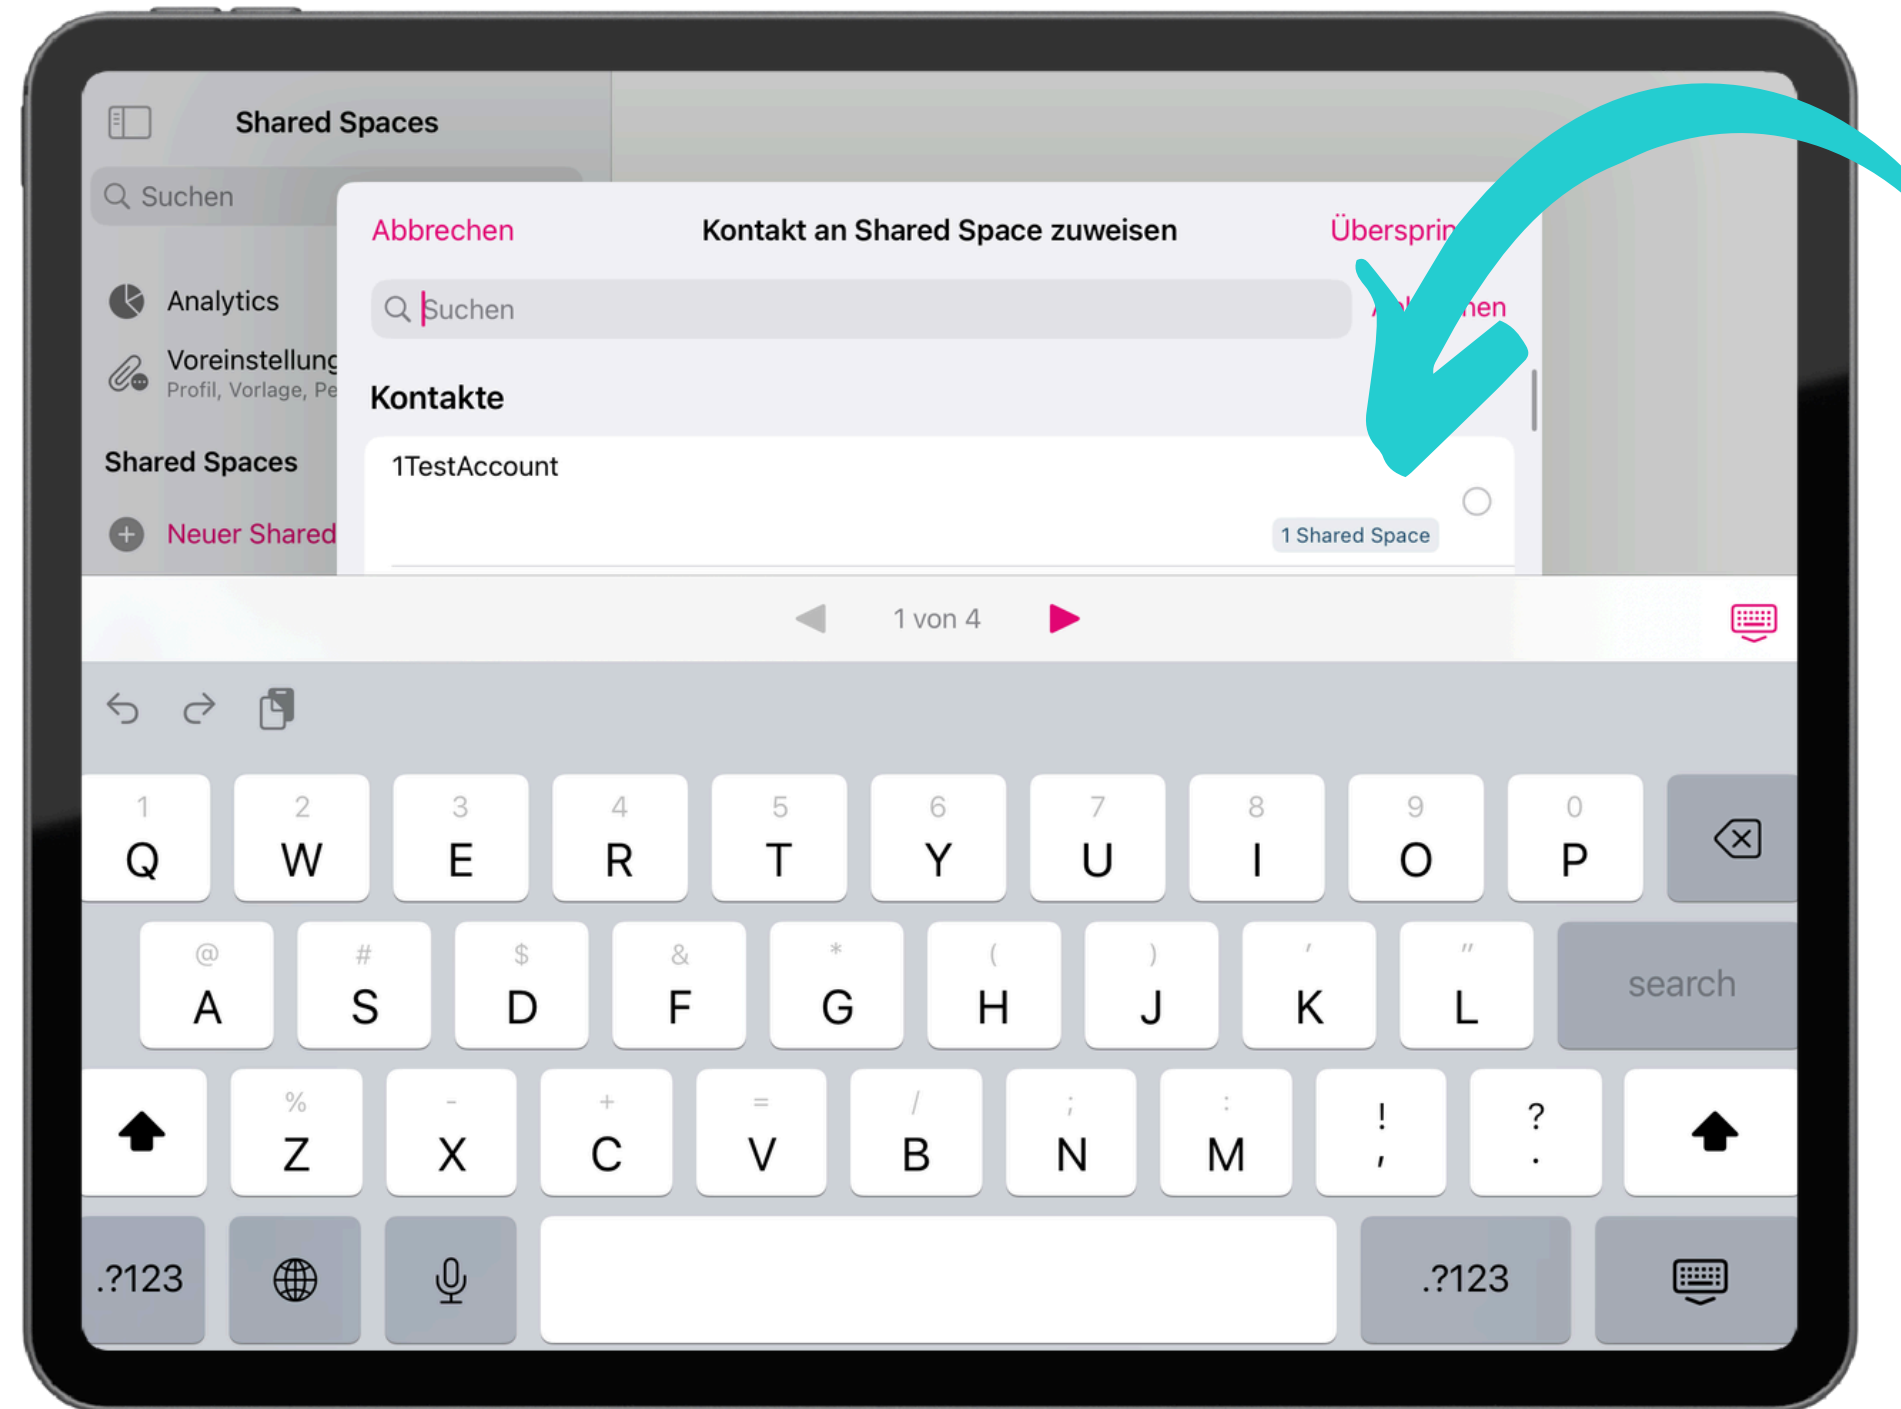 Shared Spaces
Suchen
Analytics
Voreinstellung
Profil, Vorlage, Pe
Shared Spaces
Neuer Shared
Abbrechen
Kontakt an Shared Space zuweisen
Suchen
Kontakte
1TestAccount
1 Shared Space
1 von 4
1 2 3 4 5 6 7 8 9 0
Q W E R T Y U I O P
@ # $ & * ( ) ' "
A S D F G H J K L
search
% - + = / ; : ! ?
Z X C V B N M , .
.?123
.?123